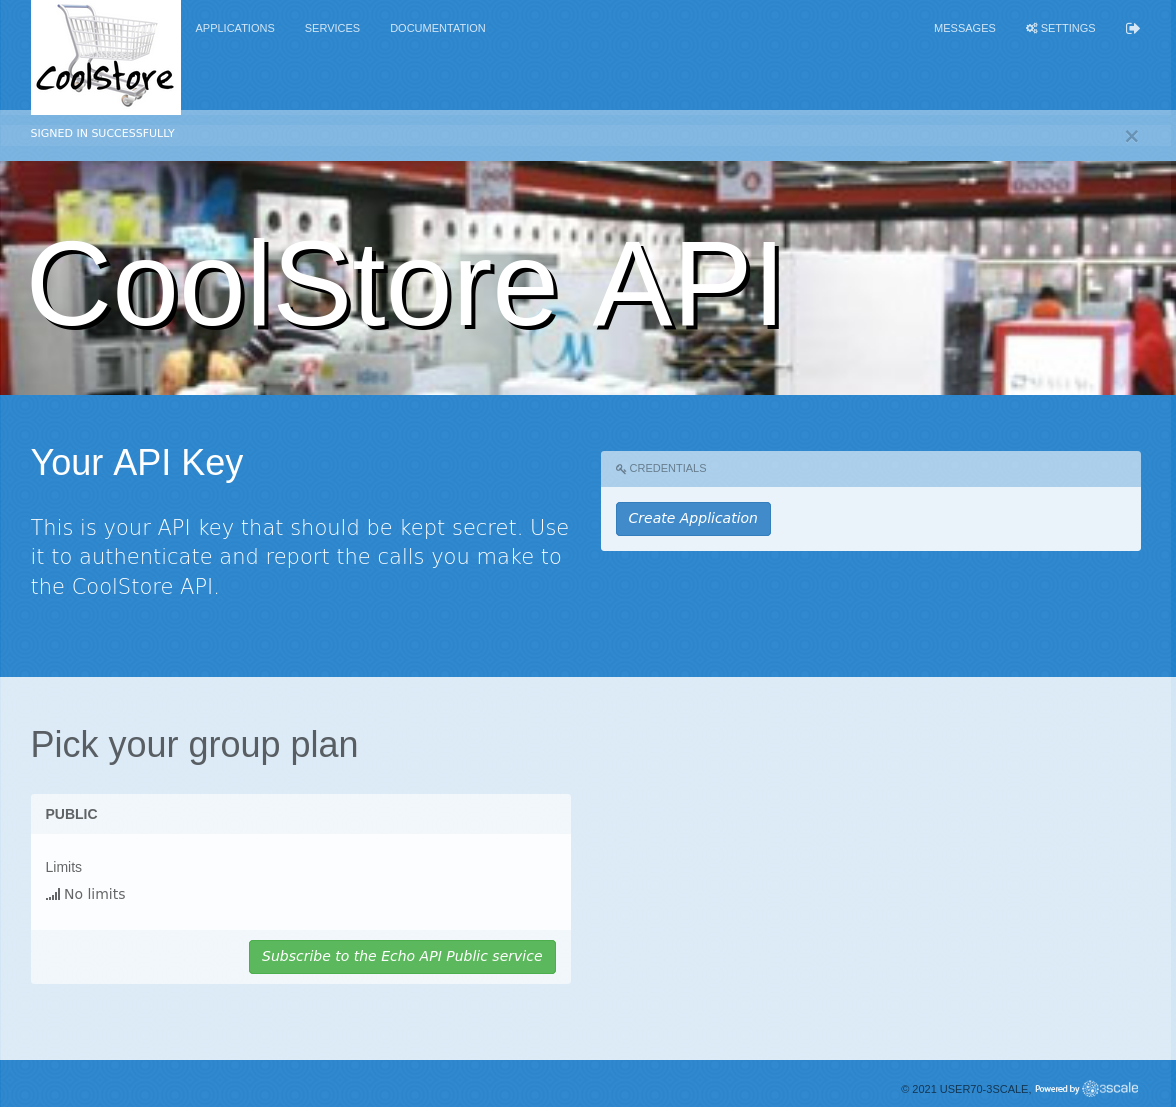 CoolStore
APPLICATIONS
SERVICES
DOCUMENTATION
MESSAGES
SETTINGS
SIGNED IN SUCCESSFULLY
CoolStore API
idea
Your API Key
This is your API key that should be kept secret. Use
it to authenticate and report the calls you make to
the CoolStore API.
CREDENTIALS
Create Application
Pick your group plan
PUBLIC
Limits
No limits
Subscribe to the Echo API Public service
© 2021 USER70-3SCALE. Powered by 3scale